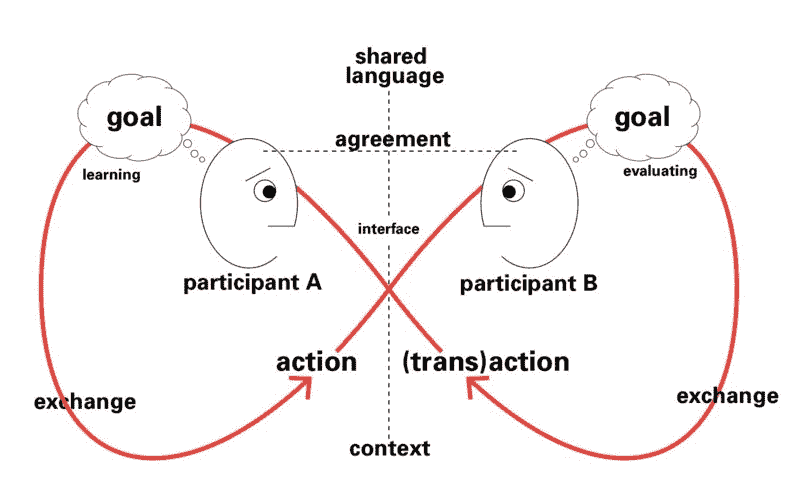 shared
language
goal
goal
agreement
learning
evaluating
interface
participant A
participant B
action
(trans)action
exchange
exchange
context